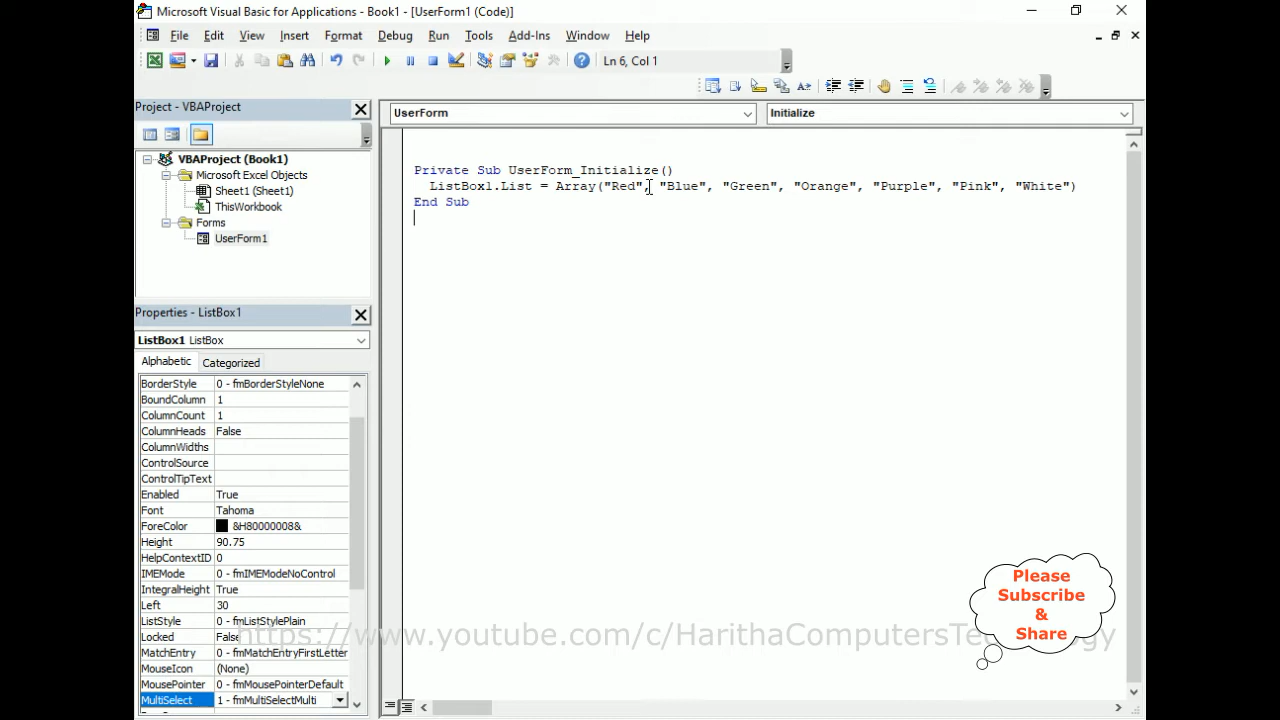 Microsoft Visual Basic for Applications - Book1 - [UserForm1 (Code)]
File Edit View Insert Format Debug Run Tools Add-Ins Window Help
Ln 6, Col 1
Project - VBAProject
UserForm
Initialize
VBAProject (Book1)
Microsoft Excel Objects
Sheet1 (Sheet1)
ThisWorkbook
Forms
UserForm1
Private Sub UserForm_Initialize()
ListBox1.List = Array("Red", "Blue", "Green", "Orange", "Purple", "Pink", "White")
End Sub
Properties - ListBox1
ListBox1 ListBox
Alphabetic Categorized
BorderStyle 0 - fmBorderStyleNone
BoundColumn 1
ColumnCount 1
ColumnHeads False
ColumnWidths
ControlSource
ControlTipText
Enabled True
Font Tahoma
ForeColor &H80000008&
Height 90.75
HelpContextID 0
IMEMode 0 - fmIMEModeNoControl
IntegralHeight True
Left 30
ListStyle 0 - fmListStylePlain
Locked False
MatchEntry 0 - fmMatchEntryFirstLetter
MouseIcon (None)
MousePointer 0 - fmMousePointerDefault
MultiSelect 1 - fmMultiSelectMulti
Please
Subscribe
&
Share